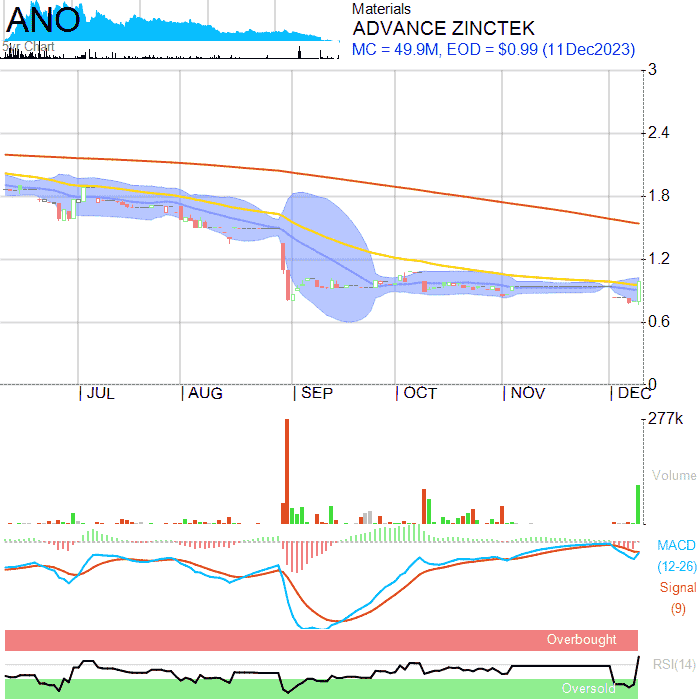 ANO
5yr Chart
Materials
ADVANCE ZINCTEK
MC = 49.9M, EOD = $0.99 (11Dec2023)
3
2.4
1.8
1.2
0.6
0
JUL
AUG
SEP
OCT
NOV
DEC
277k
Volume
MACD
(12-26)
Signal
(9)
Overbought
RSI(14)
Oversold